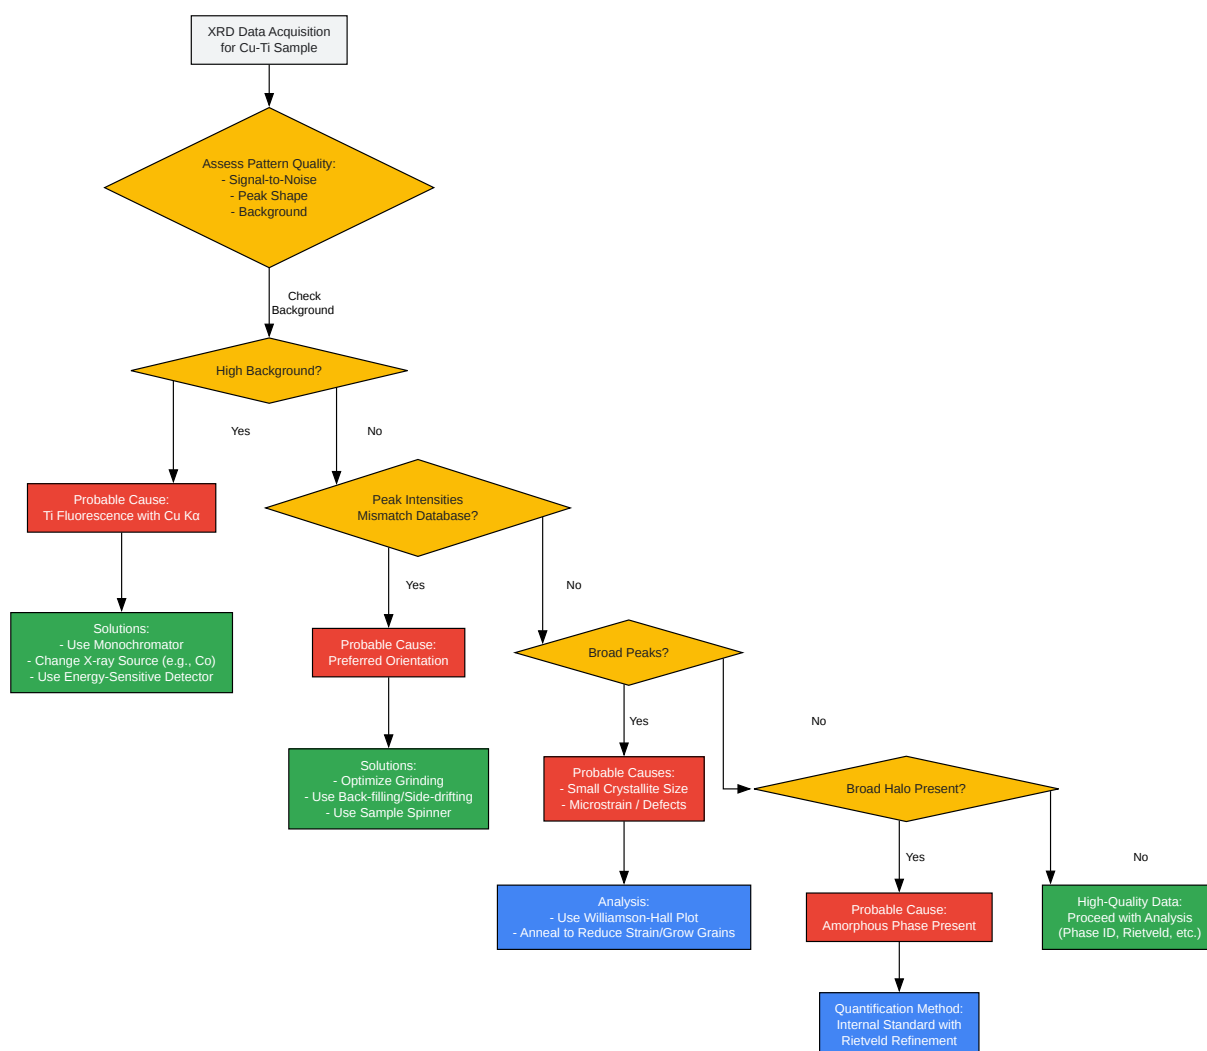 XRD Data Acquisition
for Cu-Ti Sample
Assess Pattern Quality:
- Signal-to-Noise
- Peak Shape
- Background
Check
Background
High Background?
Yes
No
Probable Cause:
Ti Fluorescence with Cu Kα
Peak Intensities
Mismatch Database?
Yes
No
Solutions:
- Use Monochromator
- Change X-ray Source (e.g., Co)
- Use Energy-Sensitive Detector
Probable Cause:
Preferred Orientation
Broad Peaks?
Yes
No
Solutions:
- Optimize Grinding
- Use Back-filling/Side-drifting
- Use Sample Spinner
Probable Causes:
- Small Crystallite Size
- Microstrain / Defects
Broad Halo Present?
Yes
No
Analysis:
- Use Williamson-Hall Plot
- Anneal to Reduce Strain/Grow Grains
Probable Cause:
Amorphous Phase Present
High-Quality Data:
Proceed with Analysis
(Phase ID, Rietveld, etc.)
Quantification Method:
Internal Standard with
Rietveld Refinement